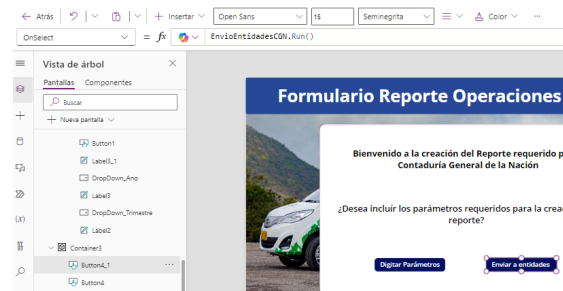 Atrás
Insertar
Open Sans
15
Seminegrita
Color
OnSelect
= fx
EnvioEntidadesCGN.Run()
Vista de árbol
Pantallas
Componentes
Buscar
Nueva pantalla
Button1
Label3_1
DropDown_Ano
Label3
DropDown_Trimestre
Label2
Container3
Button4_1
Button4
Formulario Reporte Operaciones
Bienvenido a la creación del Reporte requerido p
Contaduría General de la Nación
¿Desea incluír los parámetros requeridos para la crea
reporte?
Digitar Parámetros
Enviar a entidades